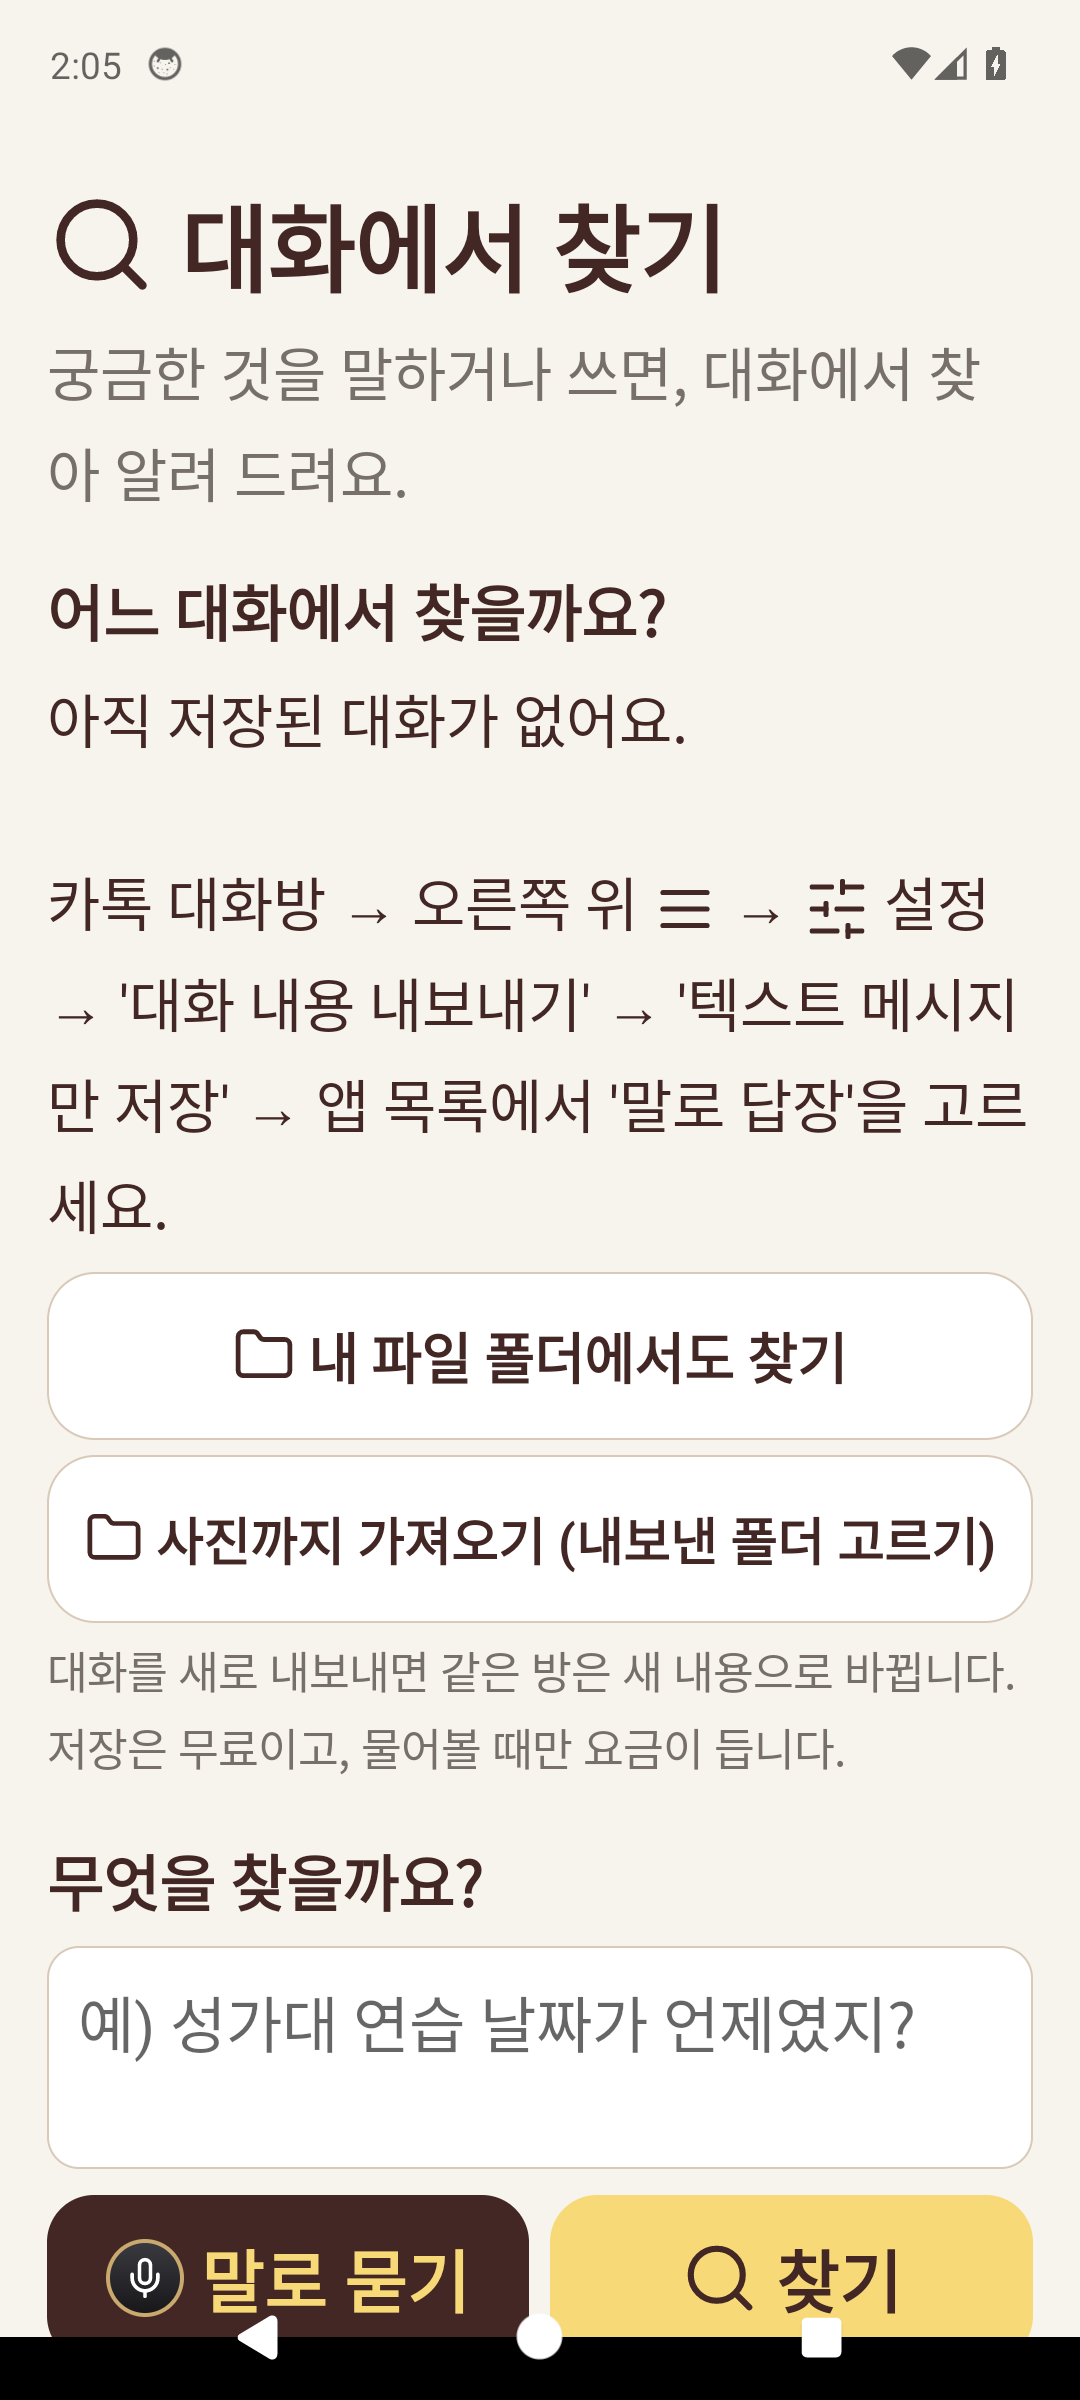 2:05
대화에서 찾기
궁금한 것을 말하거나 쓰면, 대화에서 찾
아 알려 드려요.
어느 대화에서 찾을까요?
아직 저장된 대화가 없어요.
카톡 대화방 → 오른쪽 위 → 설정
→ '대화 내용 내보내기' → '텍스트 메시지
만 저장' → 앱 목록에서 '말로 답장'을 고르
세요.
내 파일 폴더에서도 찾기
사진까지 가져오기 (내보낸 폴더 고르기)
대화를 새로 내보내면 같은 방은 새 내용으로 바뀝니다.
저장은 무료이고, 물어볼 때만 요금이 듭니다.
무엇을 찾을까요?
예) 성가대 연습 날짜가 언제였지?
말로 묻기
찾기